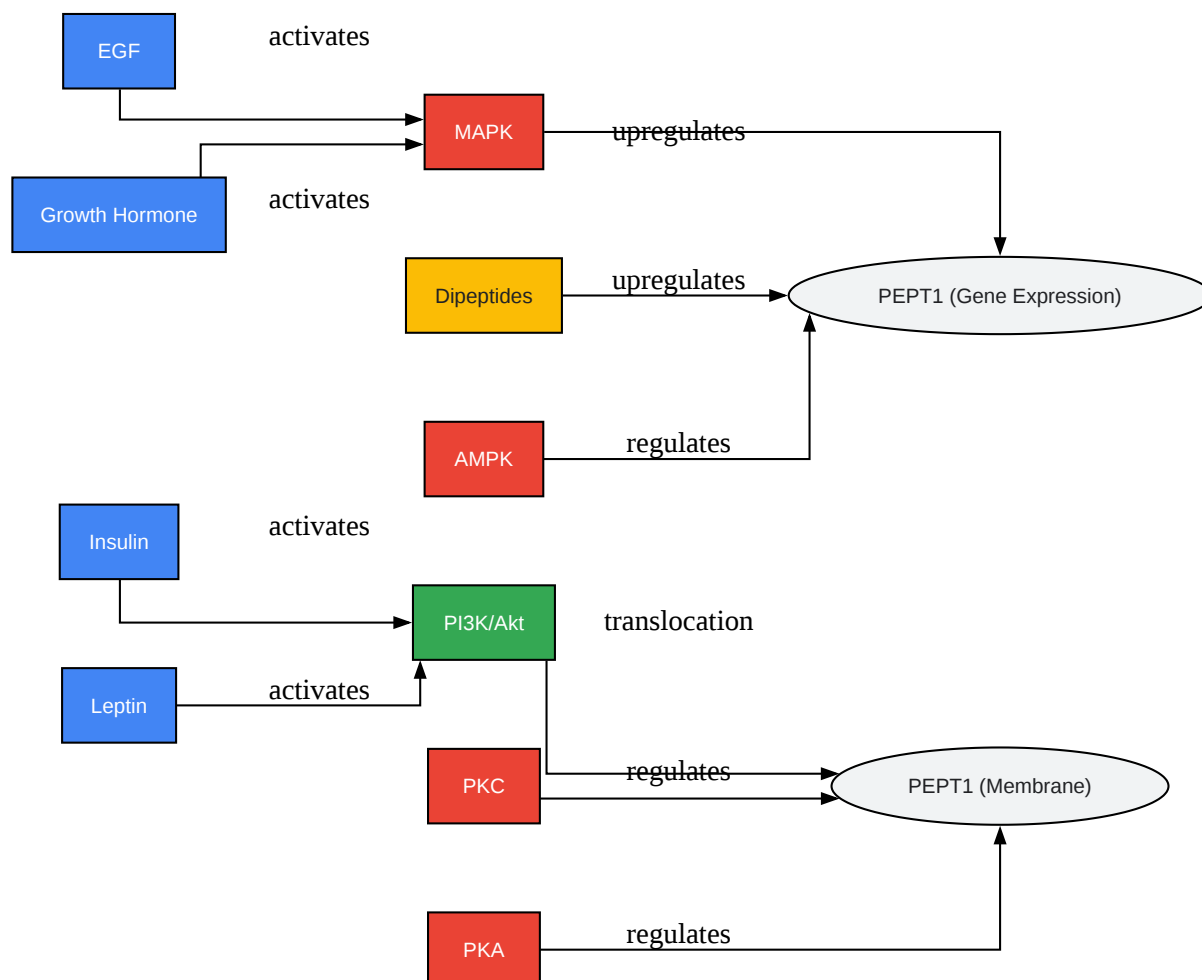 EGF
activates
MAPK
upregulates
Growth Hormone
activates
Dipeptides
upregulates
PEPT1 (Gene Expression)
AMPK
regulates
Insulin
activates
PI3K/Akt
translocation
Leptin
activates
PKC
regulates
PEPT1 (Membrane)
PKA
regulates